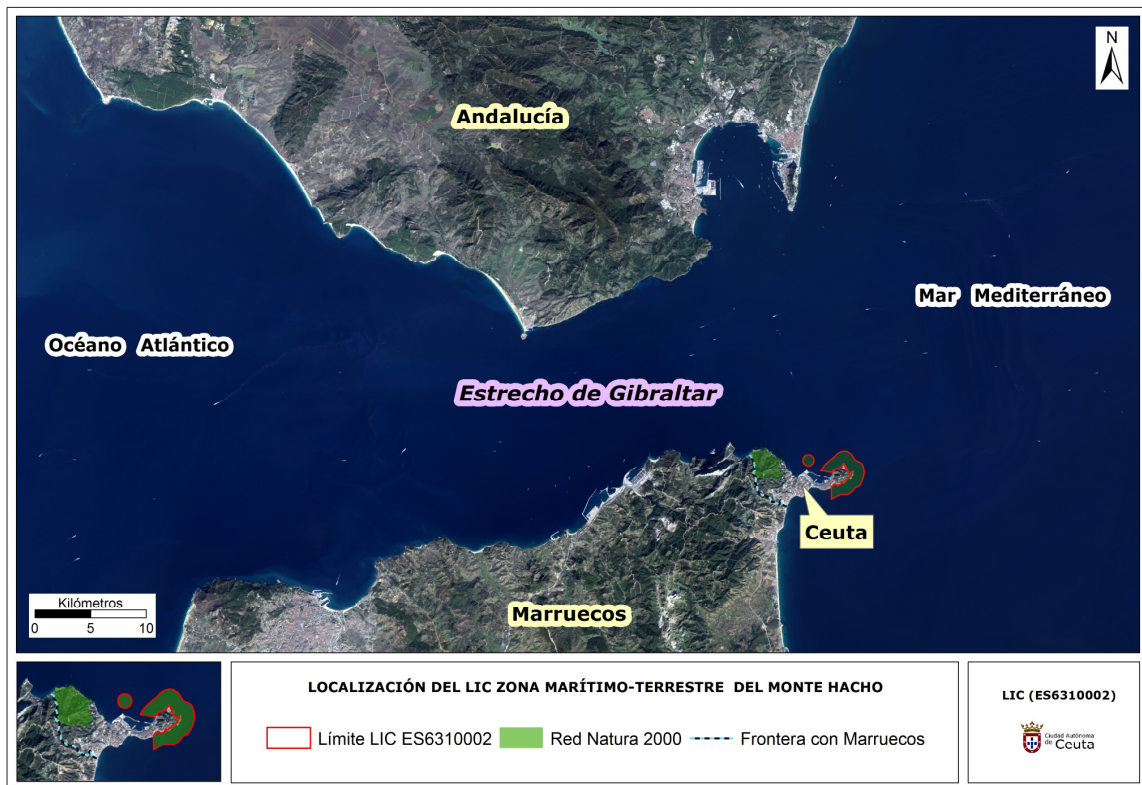 N
Andalucía
Mar Mediterráneo
Océano Atlántico
Estrecho de Gibraltar
Ceuta
Marruecos
Kilómetros
0 5 10
LOCALIZACIÓN DEL LIC ZONA MARÍTIMO-TERRESTRE DEL MONTE HACHO
Límite LIC ES6310002
Red Natura 2000
Frontera con Marruecos
LIC (ES6310002)
Ciudad Autónoma
de Ceuta